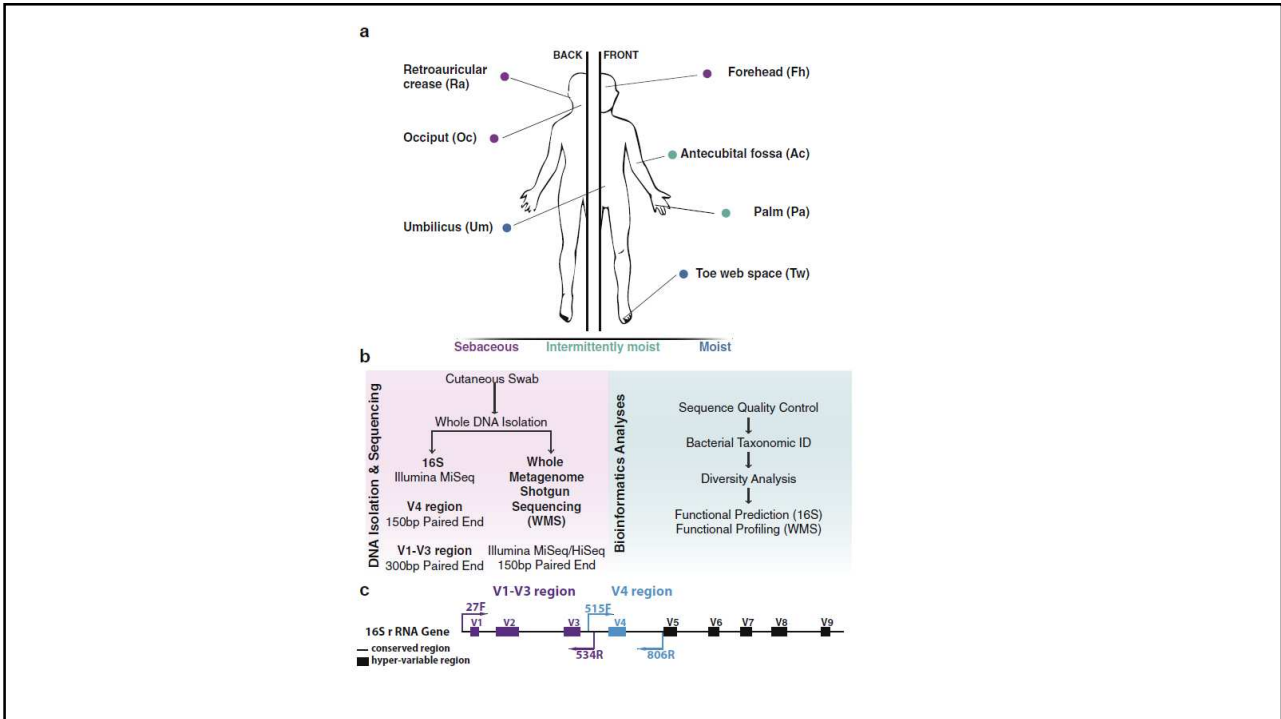 a
BACK
FRONT
Retroauricular
crease (Ra)
Forehead (Fh)
Occiput (Oc)
Antecubital fossa (Ac)
Umbilicus (Um)
Palm (Pa)
Toe web space (Tw)
Sebaceous
Intermittently moist
Moist
b
DNA Isolation & Sequencing
Cutaneous Swab
Whole DNA Isolation
16S
Illumina MiSeq
V4 region
150bp Paired End
V1-V3 region
300bp Paired End
Whole
Metagenome
Shotgun
Sequencing
(WMS)
Illumina MiSeq/HiSeq
150bp Paired End
Bioinformatics Analyses
Sequence Quality Control
Bacterial Taxonomic ID
Diversity Analysis
Functional Prediction (16S)
Functional Profiling (WMS)
c
V1-V3 region
V4 region
27F
515F
V1
V2
V3
V4
V5
V6
V7
V8
V9
16S r RNA Gene
534R
806R
conserved region
hyper-variable region